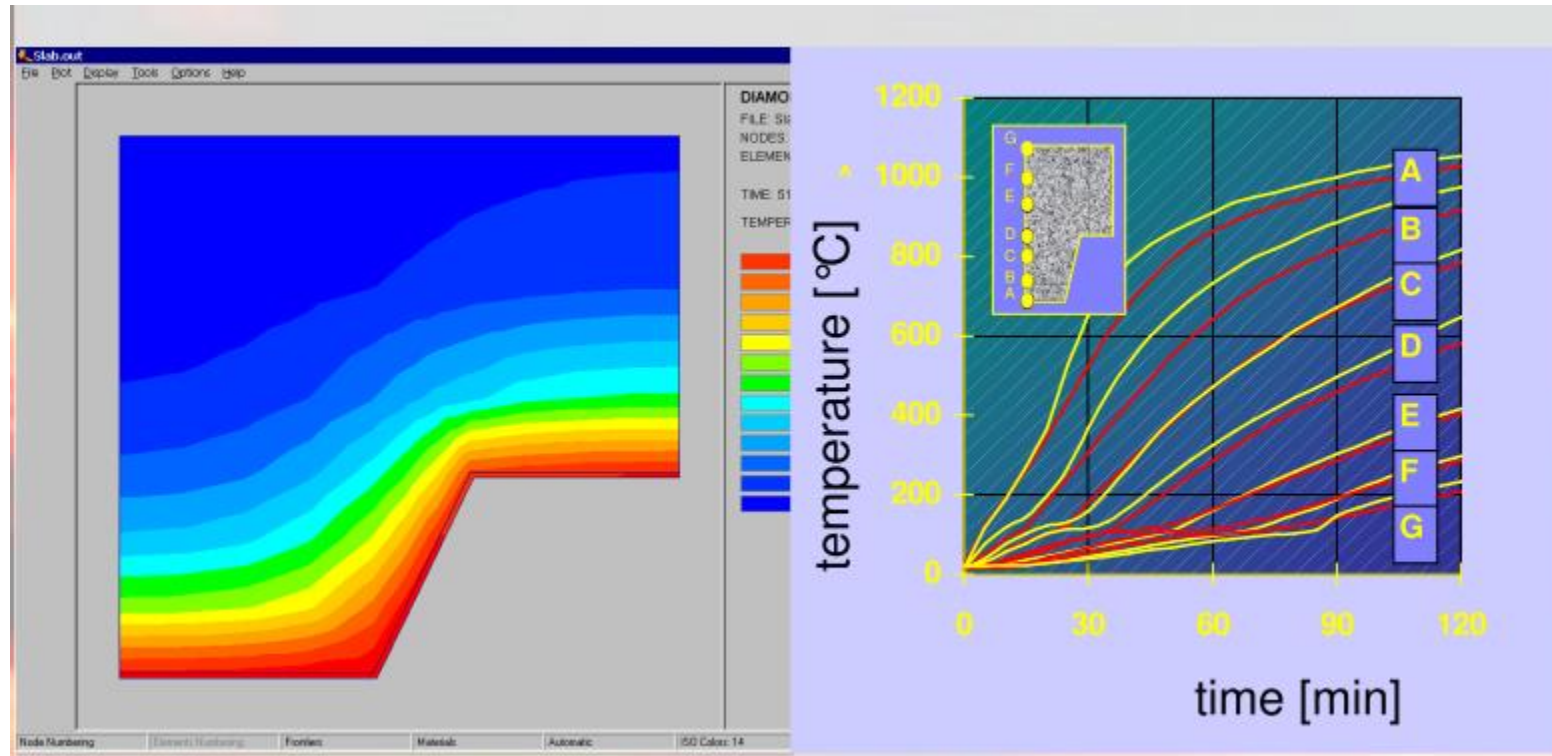 Slab.out
File Plot Display Tools Options Help
DIAMO
FILE: Sla
NODES:
ELEMEN
TIME: 51
TEMPER
Node Numbering
Elements Numbering
Frontiers
Materials
Automatic
ISO Colors: 14
temperature [°C]
^
1200
1000
800
600
400
200
0
G
F
E
D
C
B
A
A
B
C
D
E
F
G
0 30 60 90 120
time [min]